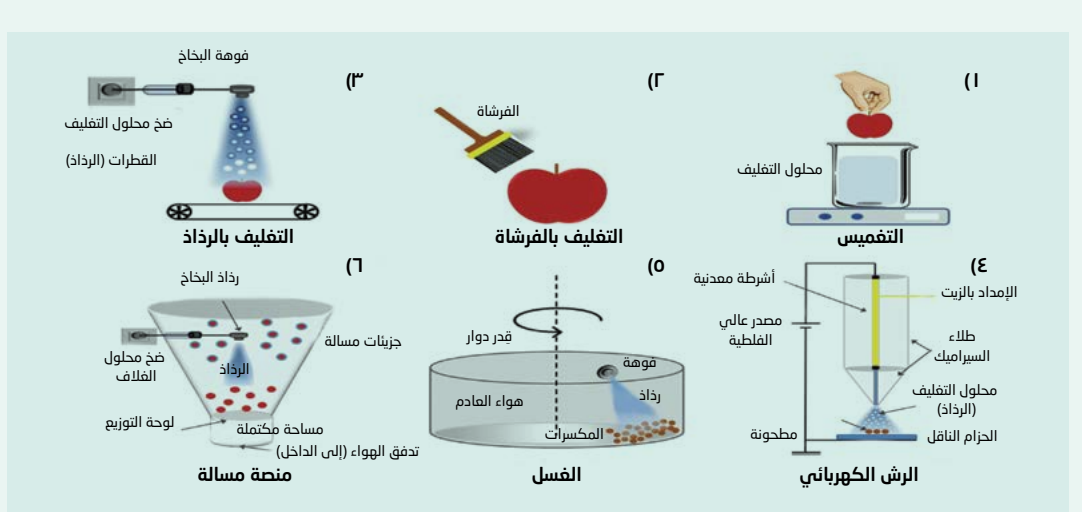 ١)
محلول التغليف
التغميس
٢)
الفرشاة
التغليف بالفرشاة
٣)
فوهة البخاخ
ضخ محلول التغليف
القطرات (الرذاذ)
التغليف بالرذاذ
٤)
أشرطة معدنية
الإمداد بالزيت
مصدر عالي
الفلطية
طلاء
السيراميك
محلول التغليف
(الرذاذ)
الحزام الناقل
مطحونة
الرش الكهربائي
٥)
قِدر دوار
فوهة
رذاذ
هواء العادم
المكسرات
الغسل
٦)
رذاذ البخاخ
جزيئات مسالة
ضخ محلول
الغلاف
الرذاذ
لوحة التوزيع
مساحة مكتملة
تدفق الهواء (إلى الداخل)
منصة مسالة